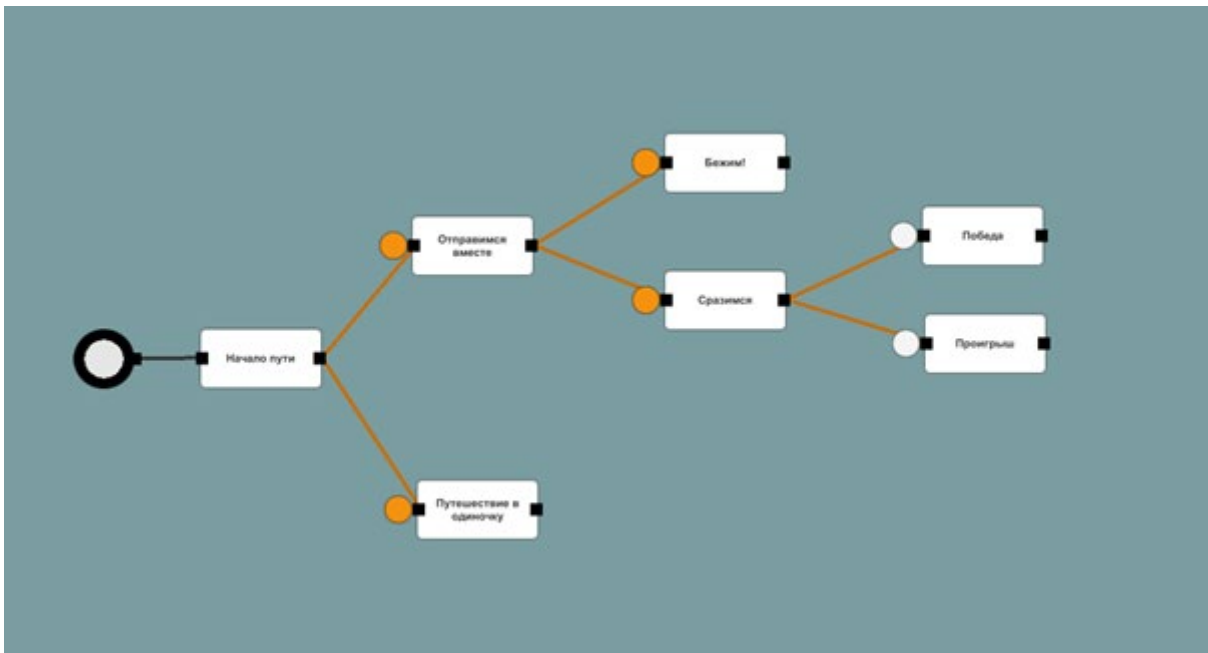 Бежим!
Победа
Отправимся
вместе
Сразимся
Проигрыш
Начало пути
Путешествие в
одиночку